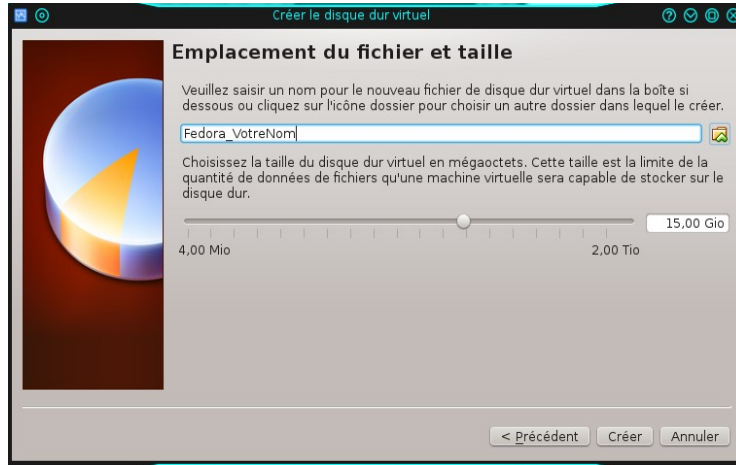 Créer le disque dur virtuel
Emplacement du fichier et taille
Veuillez saisir un nom pour le nouveau fichier de disque dur virtuel dans la boîte si
dessous ou cliquez sur l'icône dossier pour choisir un autre dossier dans lequel le créer.
Fedora_VotreNom
Choisissez la taille du disque dur virtuel en mégaoctets. Cette taille est la limite de la
quantité de données de fichiers qu'une machine virtuelle sera capable de stocker sur le
disque dur.
15,00 Gio
4,00 Mio 2,00 Tio
< Précédent Créer Annuler